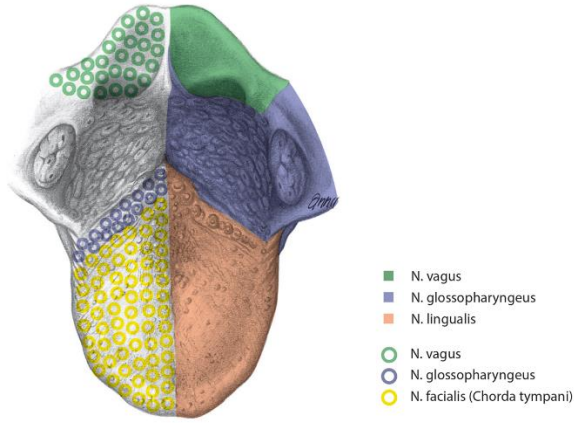 N. vagus
N. glossopharyngeus
N. lingualis
N. vagus
N. glossopharyngeus
N. facialis (Chorda tympani)